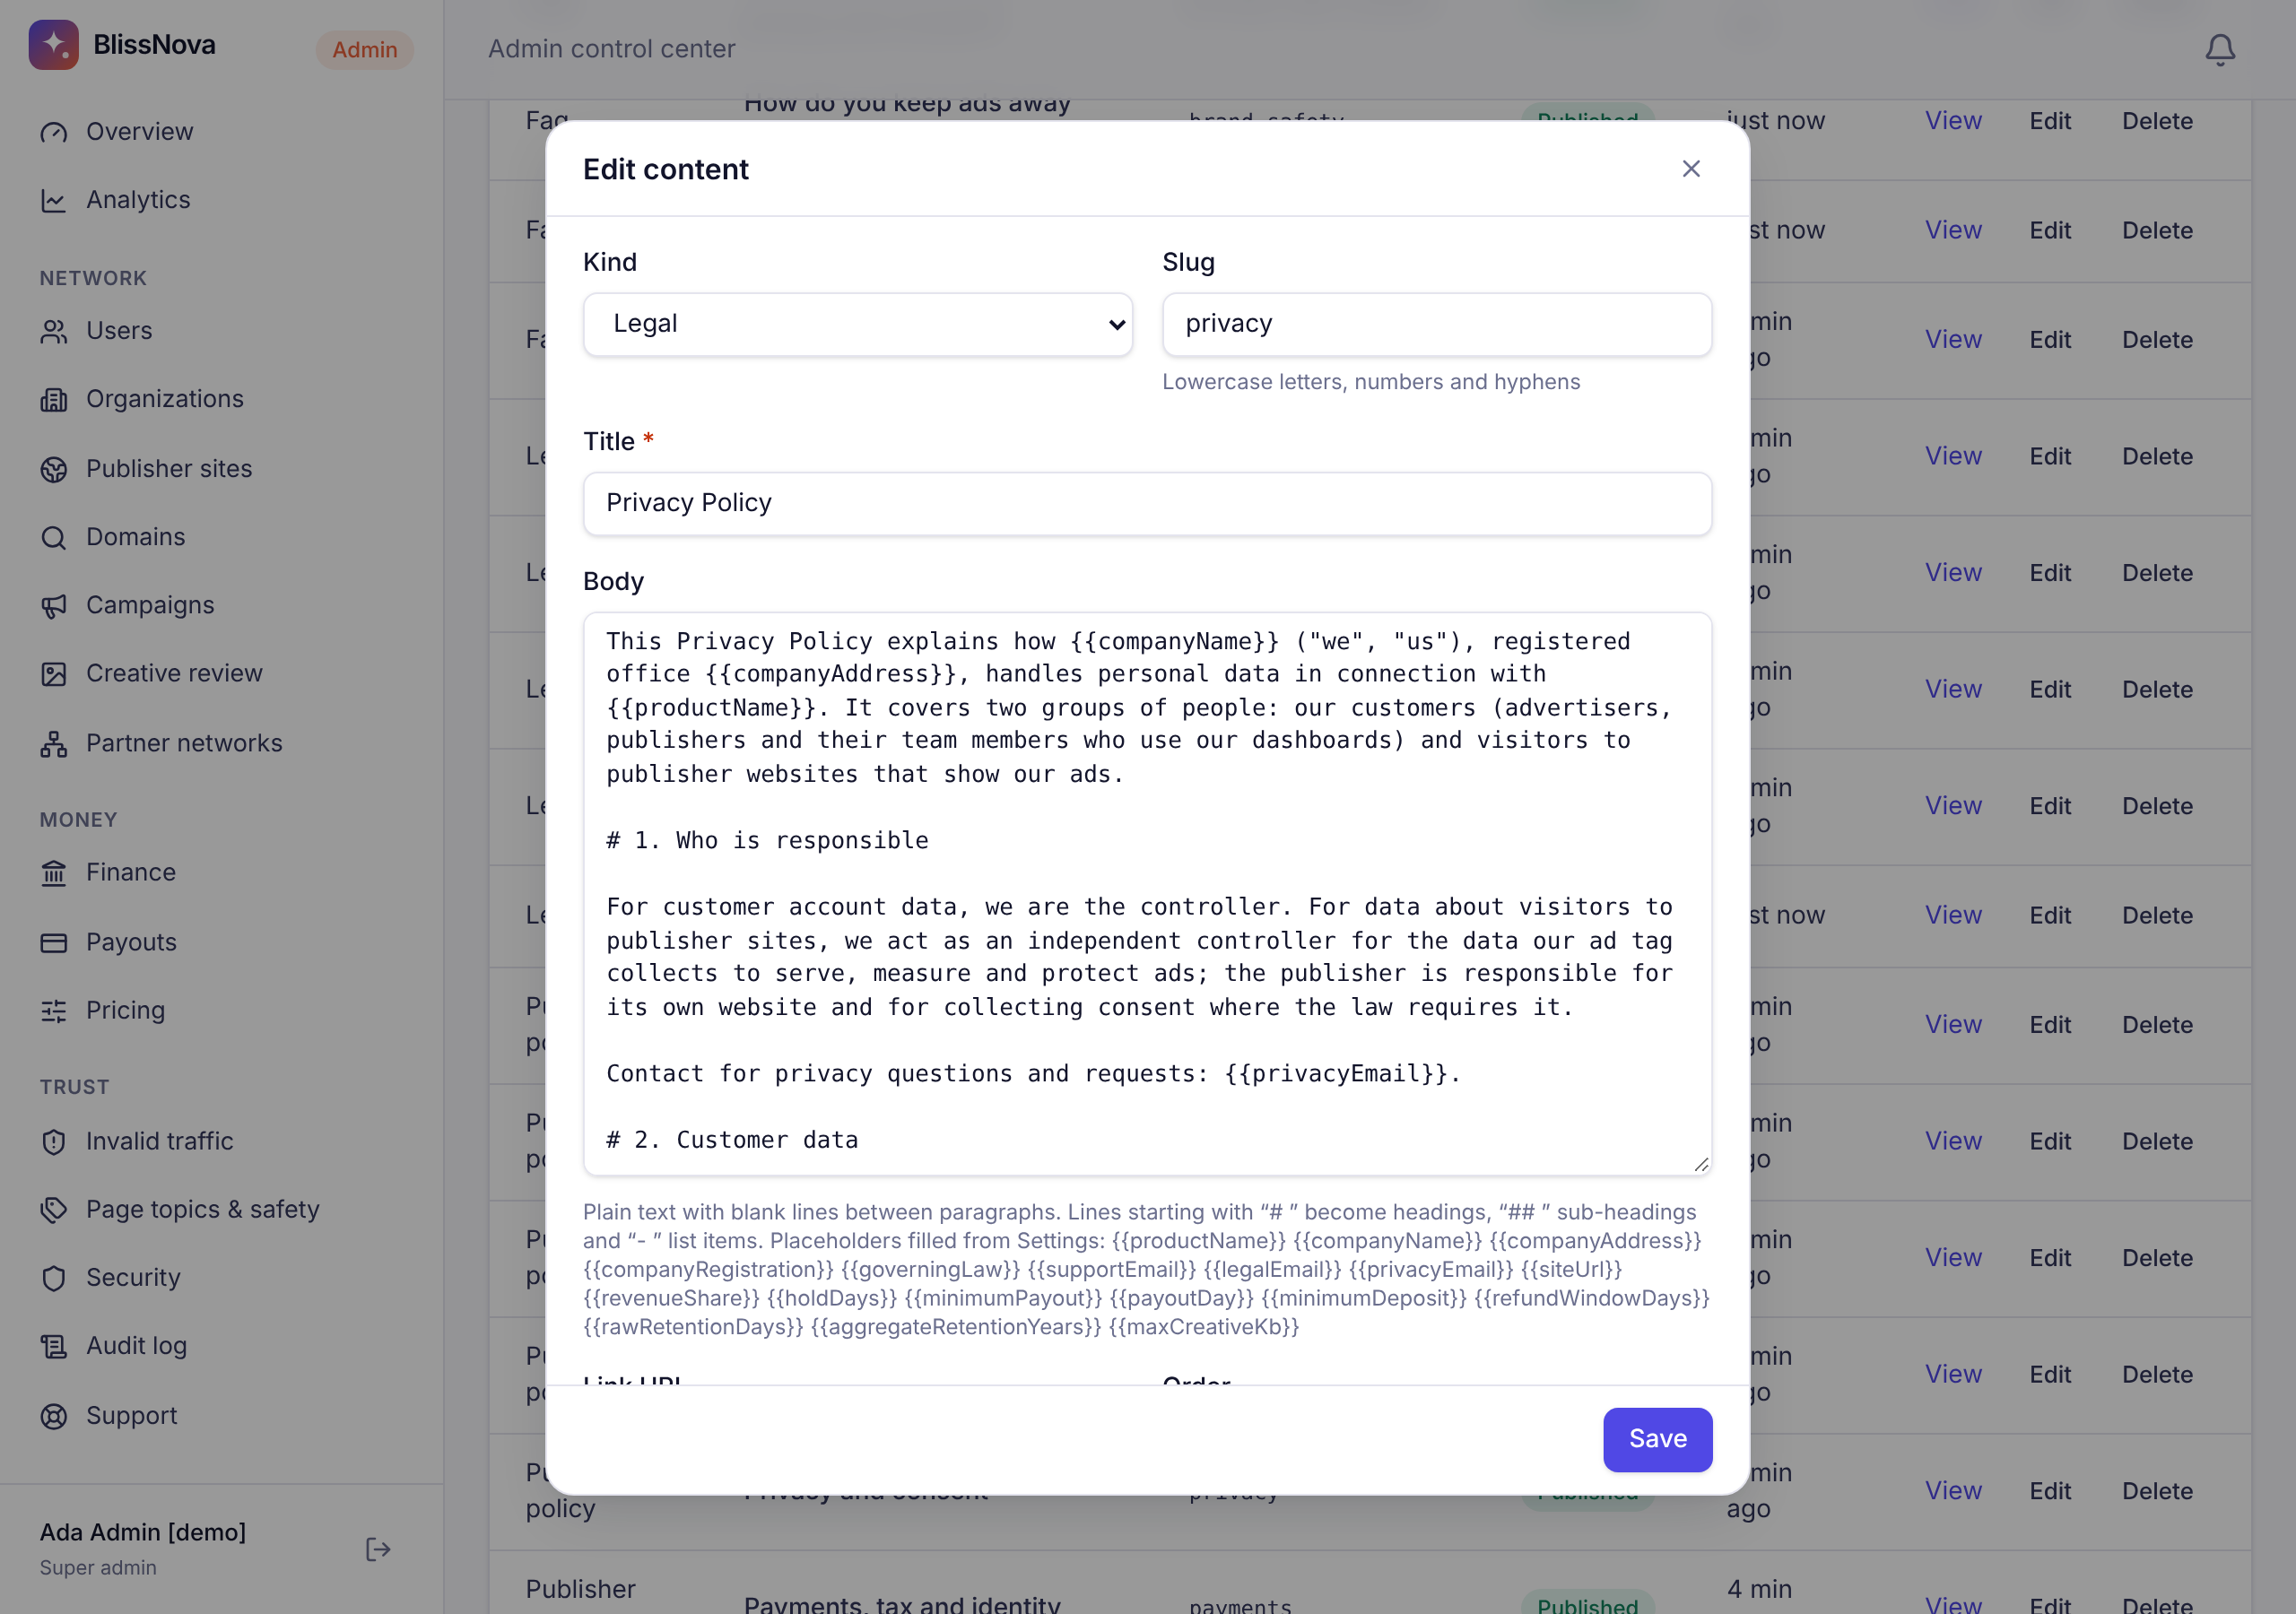 BlissNova
Admin
Overview
Analytics
NETWORK
Users
Organizations
Publisher sites
Domains
Campaigns
Creative review
Partner networks
MONEY
Finance
Payouts
Pricing
TRUST
Invalid traffic
Page topics & safety
Security
Audit log
Support
Ada Admin [demo]
Super admin
Admin control center
How do you keep ads away
just now View Edit Delete
View Edit Delete
View Edit Delete
View Edit Delete
View Edit Delete
View Edit Delete
View Edit Delete
View Edit Delete
View Edit Delete
View Edit Delete
View Edit Delete
View Edit Delete
View Edit Delete
policy ago
Publisher 4 min
Payments, tax and identity payments Published View Edit Delete
Edit content
Kind Slug
Legal privacy
Lowercase letters, numbers and hyphens
Title *
Privacy Policy
Body
This Privacy Policy explains how {{companyName}} ("we", "us"), registered
office {{companyAddress}}, handles personal data in connection with
{{productName}}. It covers two groups of people: our customers (advertisers,
publishers and their team members who use our dashboards) and visitors to
publisher websites that show our ads.
# 1. Who is responsible
For customer account data, we are the controller. For data about visitors to
publisher sites, we act as an independent controller for the data our ad tag
collects to serve, measure and protect ads; the publisher is responsible for
its own website and for collecting consent where the law requires it.
Contact for privacy questions and requests: {{privacyEmail}}.
# 2. Customer data
Plain text with blank lines between paragraphs. Lines starting with “# ” become headings, “## ” sub-headings
and “- ” list items. Placeholders filled from Settings: {{productName}} {{companyName}} {{companyAddress}}
{{companyRegistration}} {{governingLaw}} {{supportEmail}} {{legalEmail}} {{privacyEmail}} {{siteUrl}}
{{revenueShare}} {{holdDays}} {{minimumPayout}} {{payoutDay}} {{minimumDeposit}} {{refundWindowDays}}
{{rawRetentionDays}} {{aggregateRetentionYears}} {{maxCreativeKb}}
Link URL Order
Save